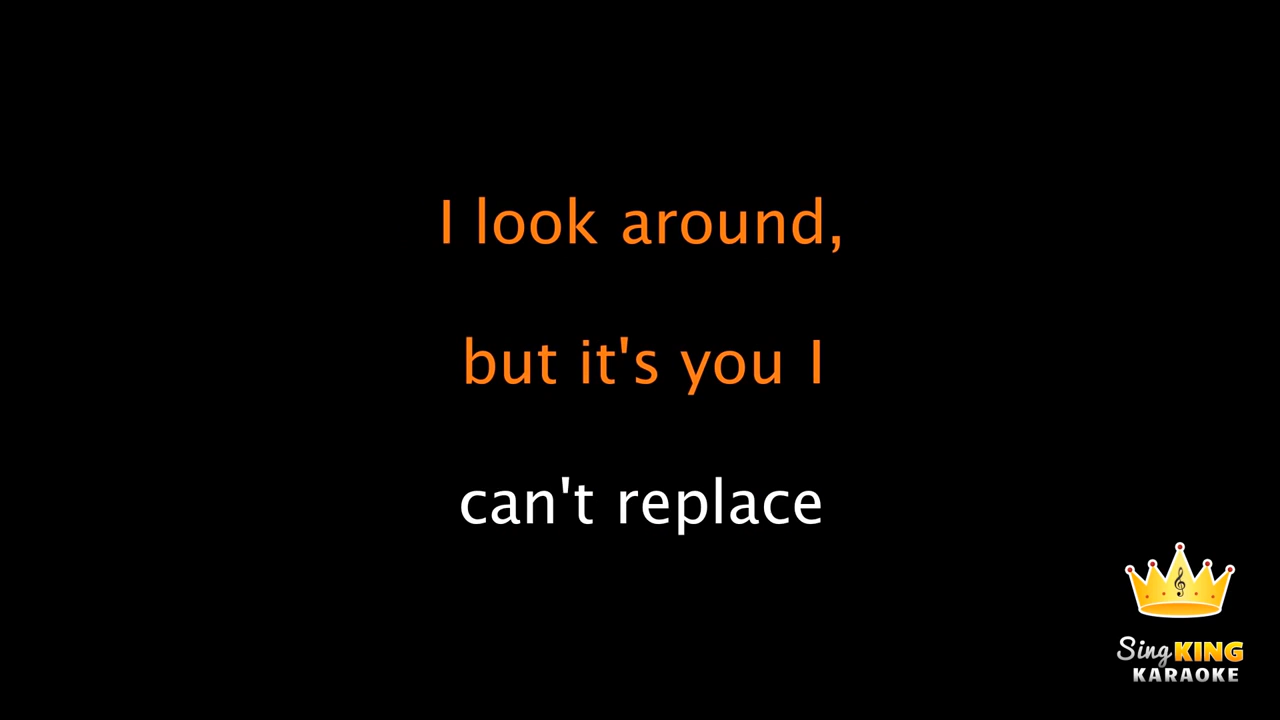 I look around,
but it's you I
can't replace
Sing KING
KARAOKE